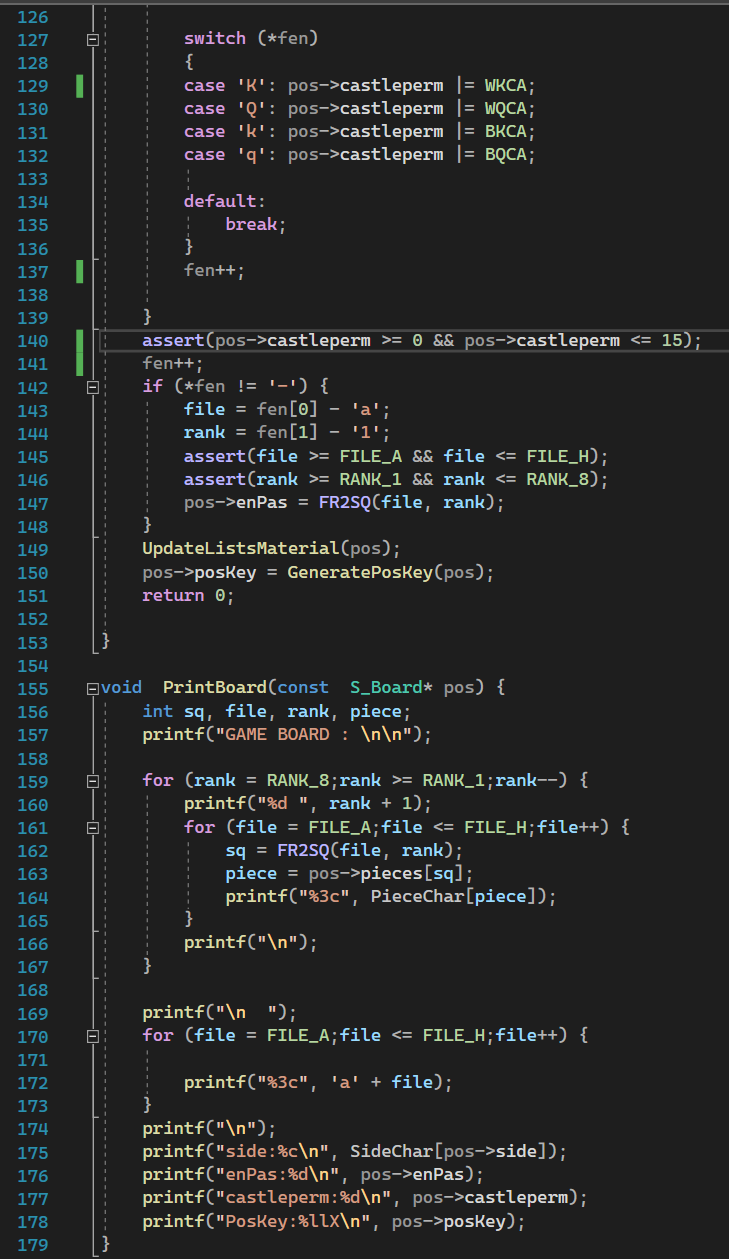 126
127 switch (*fen)
128 {
129 case 'K': pos->castleperm |= WKCA;
130 case 'Q': pos->castleperm |= WQCA;
131 case 'k': pos->castleperm |= BKCA;
132 case 'q': pos->castleperm |= BQCA;
133
134 default:
135 break;
136 }
137 fen++;
138
139 }
140 assert(pos->castleperm >= 0 && pos->castleperm <= 15);
141 fen++;
142 if (*fen != '-') {
143 file = fen[0] - 'a';
144 rank = fen[1] - '1';
145 assert(file >= FILE_A && file <= FILE_H);
146 assert(rank >= RANK_1 && rank <= RANK_8);
147 pos->enPas = FR2SQ(file, rank);
148 }
149 UpdateListsMaterial(pos);
150 pos->posKey = GeneratePosKey(pos);
151 return 0;
152
153 }
154
155 void PrintBoard(const S_Board* pos) {
156 int sq, file, rank, piece;
157 printf("GAME BOARD : \n\n");
158
159 for (rank = RANK_8;rank >= RANK_1;rank--) {
160 printf("%d ", rank + 1);
161 for (file = FILE_A;file <= FILE_H;file++) {
162 sq = FR2SQ(file, rank);
163 piece = pos->pieces[sq];
164 printf("%3c", PieceChar[piece]);
165 }
166 printf("\n");
167 }
168
169 printf("\n  ");
170 for (file = FILE_A;file <= FILE_H;file++) {
171
172 printf("%3c", 'a' + file);
173 }
174 printf("\n");
175 printf("side:%c\n", SideChar[pos->side]);
176 printf("enPas:%d\n", pos->enPas);
177 printf("castleperm:%d\n", pos->castleperm);
178 printf("PosKey:%llX\n", pos->posKey);
179 }